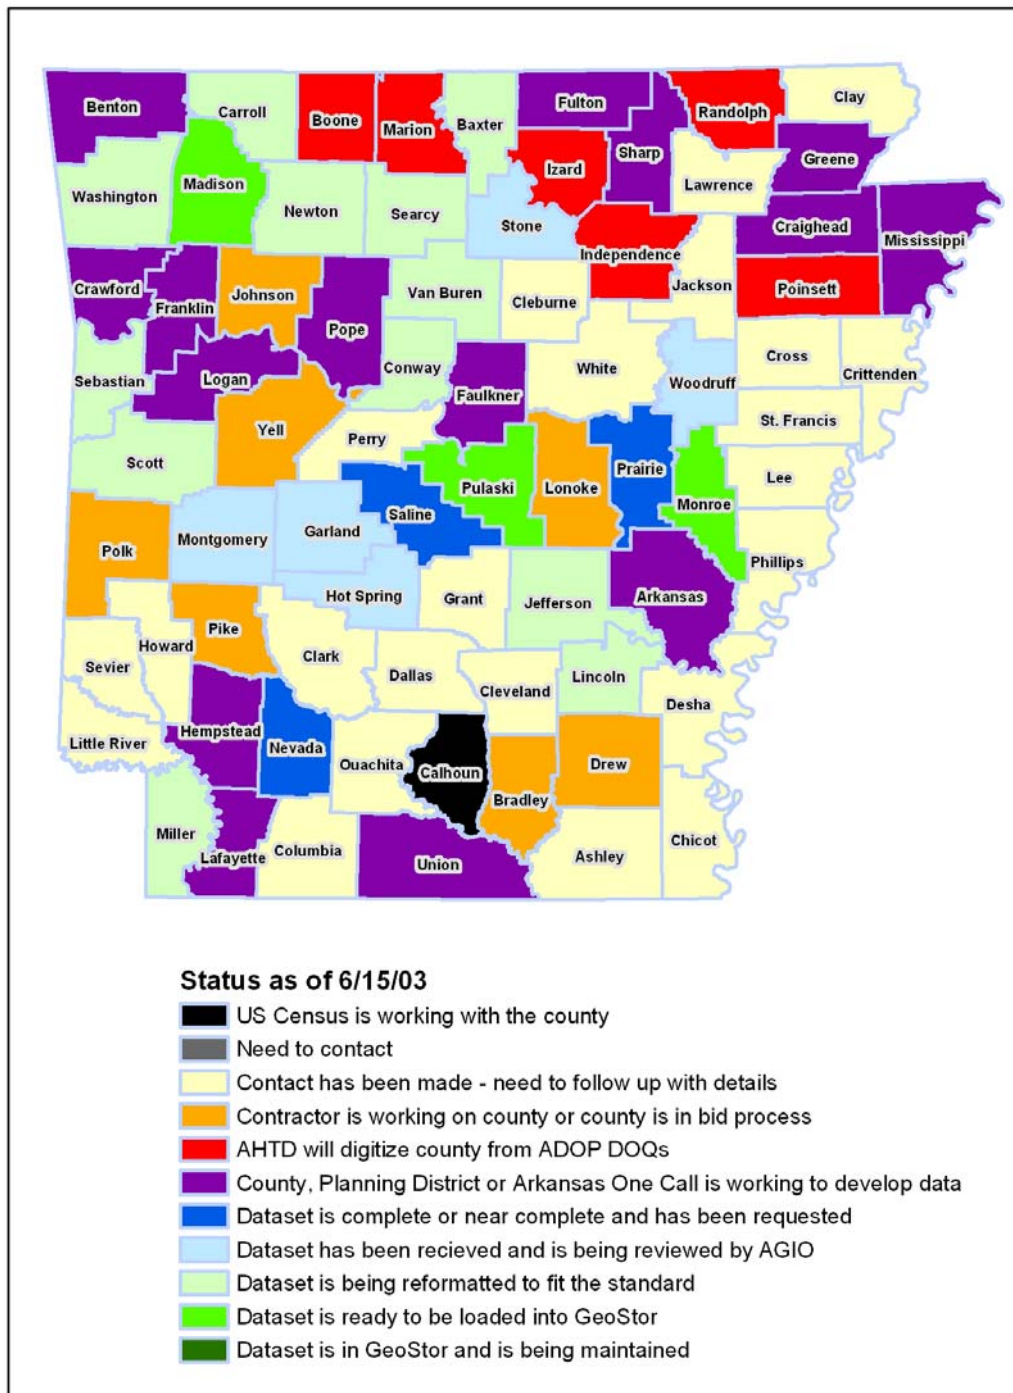 Benton
Carroll
Boone
Marion
Baxter
Fulton
Sharp
Randolph
Clay
Greene
Washington
Madison
Newton
Searcy
Stone
Izard
Lawrence
Independence
Craighead
Mississippi
Crawford
Franklin
Johnson
Pope
Van Buren
Cleburne
Jackson
Poinsett
Sebastian
Logan
Conway
Faulkner
White
Woodruff
Cross
Crittenden
Scott
Yell
Perry
Pulaski
Lonoke
Prairie
Monroe
St. Francis
Lee
Polk
Montgomery
Garland
Saline
Hot Spring
Grant
Jefferson
Arkansas
Phillips
Sevier
Howard
Pike
Clark
Dallas
Cleveland
Lincoln
Desha
Little River
Hempstead
Nevada
Ouachita
Calhoun
Bradley
Drew
Miller
Lafayette
Columbia
Union
Ashley
Chicot
Status as of 6/15/03
US Census is working with the county
Need to contact
Contact has been made - need to follow up with details
Contractor is working on county or county is in bid process
AHTD will digitize county from ADOP DOQs
County, Planning District or Arkansas One Call is working to develop data
Dataset is complete or near complete and has been requested
Dataset has been recieved and is being reviewed by AGIO
Dataset is being reformatted to fit the standard
Dataset is ready to be loaded into GeoStor
Dataset is in GeoStor and is being maintained